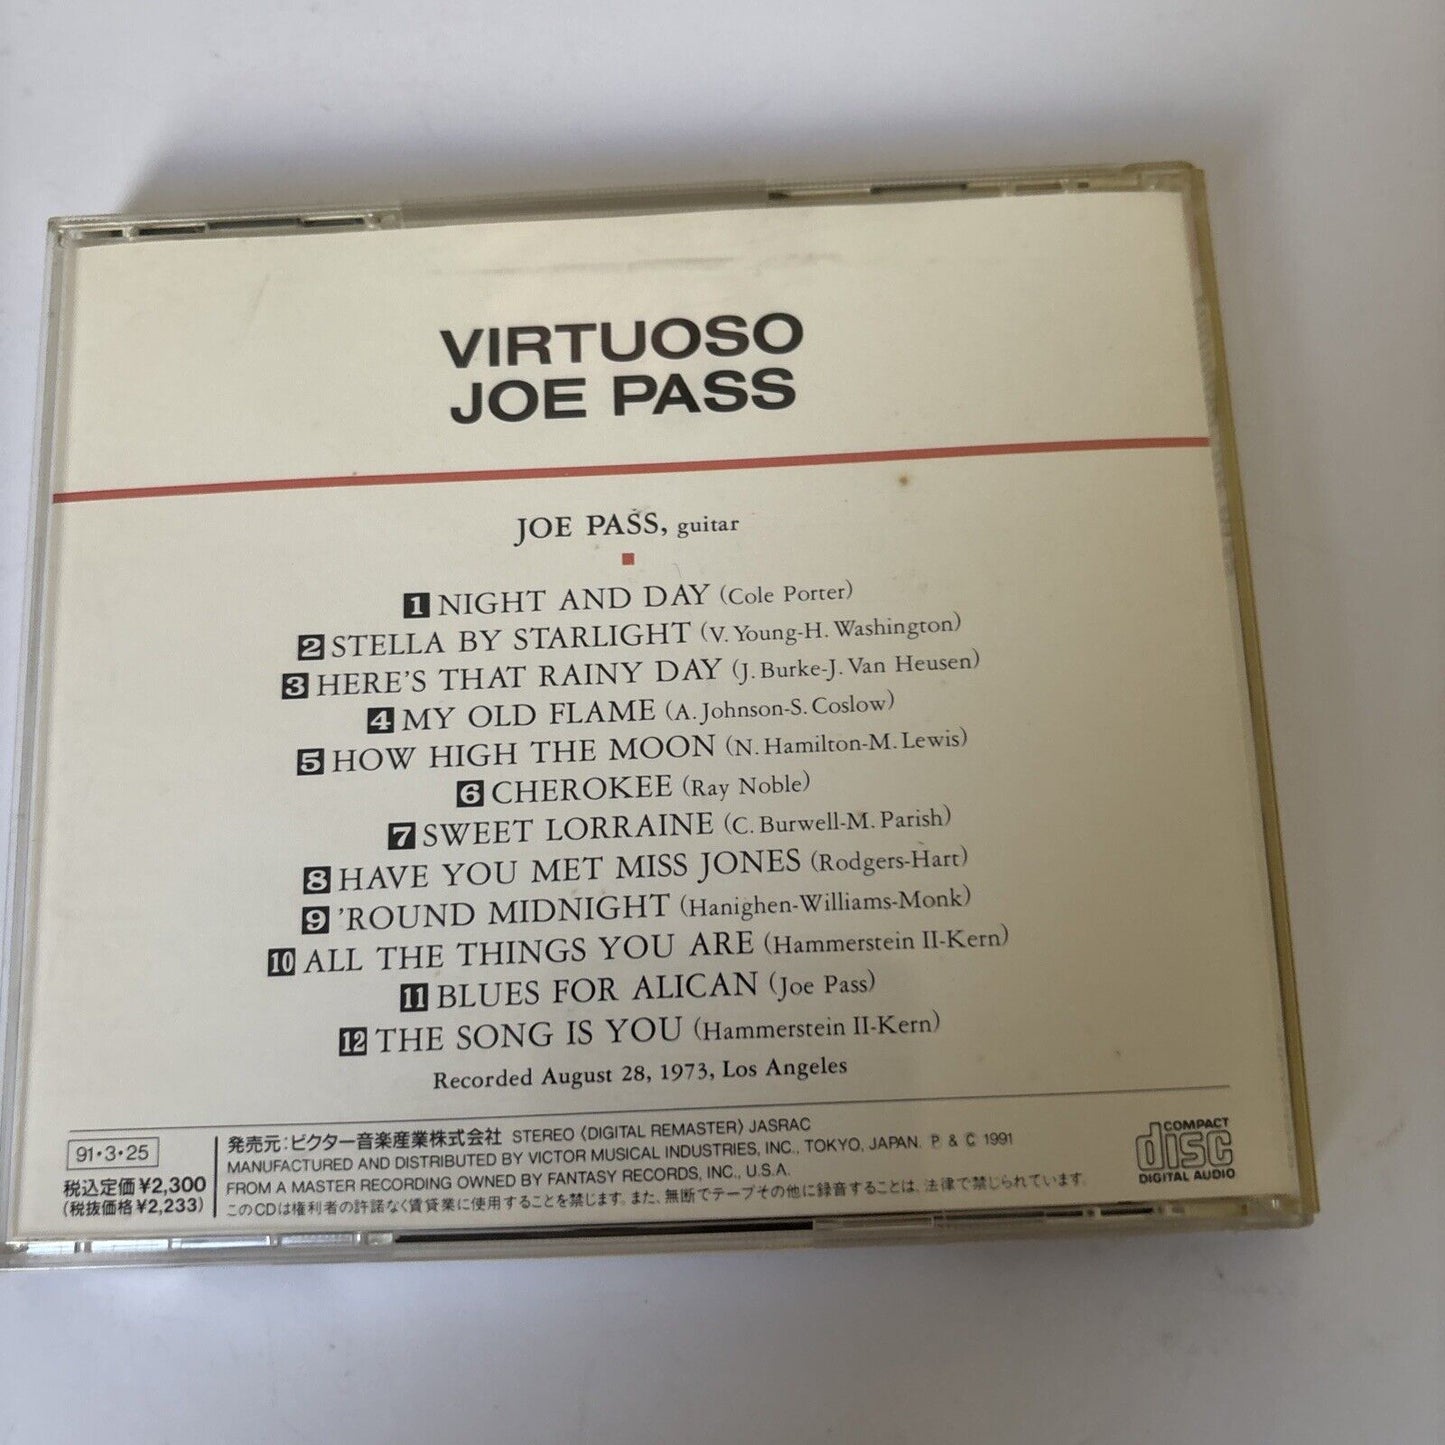 VIRTUOSO
JOE PASS
JOE PASS, guitar
1 NIGHT AND DAY (Cole Porter)
2 STELLA BY STARLIGHT (V. Young-H. Washington)
3 HERE'S THAT RAINY DAY (J. Burke-J. Van Heusen)
4 MY OLD FLAME (A. Johnson-S. Coslow)
5 HOW HIGH THE MOON (N. Hamilton-M. Lewis)
6 CHEROKEE (Ray Noble)
7 SWEET LORRAINE (C. Burwell-M. Parish)
8 HAVE YOU MET MISS JONES (Rodgers-Hart)
9 'ROUND MIDNIGHT (Hanighen-Williams-Monk)
10 ALL THE THINGS YOU ARE (Hammerstein II-Kern)
11 BLUES FOR ALICAN (Joe Pass)
12 THE SONG IS YOU (Hammerstein II-Kern)
Recorded August 28, 1973, Los Angeles
91・3・25
税込定価¥2,300
(税抜価格¥2,233)
発売元:ビクター音楽産業株式会社 STEREO (DIGITAL REMASTER) JASRAC
MANUFACTURED AND DISTRIBUTED BY VICTOR MUSICAL INDUSTRIES, INC., TOKYO, JAPAN. P & C 1991
FROM A MASTER RECORDING OWNED BY FANTASY RECORDS, INC., U.S.A.
このCDは権利者の許諾なく賃貸業に使用することを禁じます。また、無断でテープその他に録音することは、法律で禁じられています。
COMPACT
disc
DIGITAL AUDIO